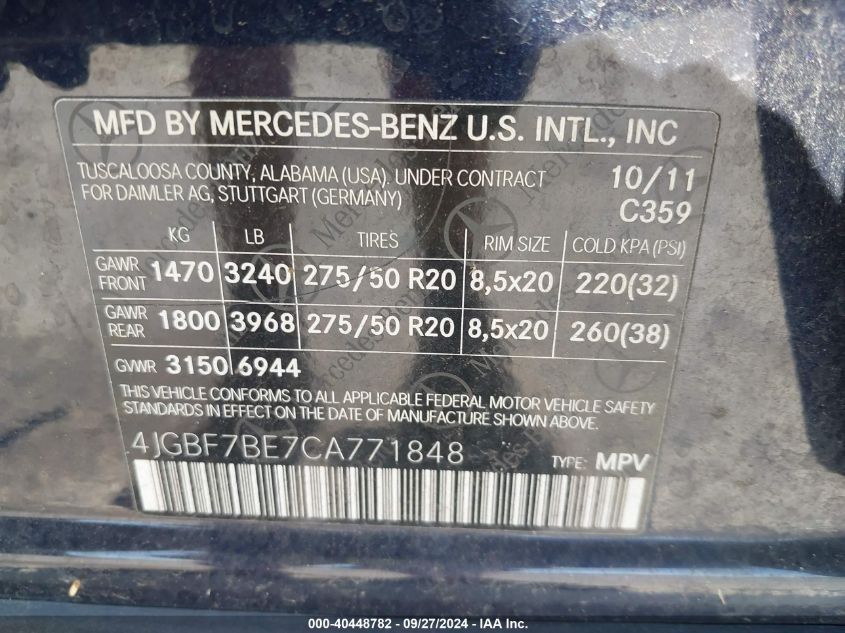 MFD BY MERCEDES-BENZ U.S. INTL., INC
TUSCALOOSA COUNTY, ALABAMA (USA). UNDER CONTRACT
FOR DAIMLER AG, STUTTGART (GERMANY)
10/11
C359
KG LB TIRES RIM SIZE COLD KPA (PSI)
GAWR
FRONT 1470 3240 275/50 R20 8,5x20 220(32)
GAWR
REAR 1800 3968 275/50 R20 8,5x20 260(38)
GVWR 3150 6944
THIS VEHICLE CONFORMS TO ALL APPLICABLE FEDERAL MOTOR VEHICLE SAFETY
STANDARDS IN EFFECT ON THE DATE OF MANUFACTURE SHOWN ABOVE.
4JGBF7BE7CA771848 TYPE: MPV
000-40448782 - 09/27/2024 - IAA Inc.